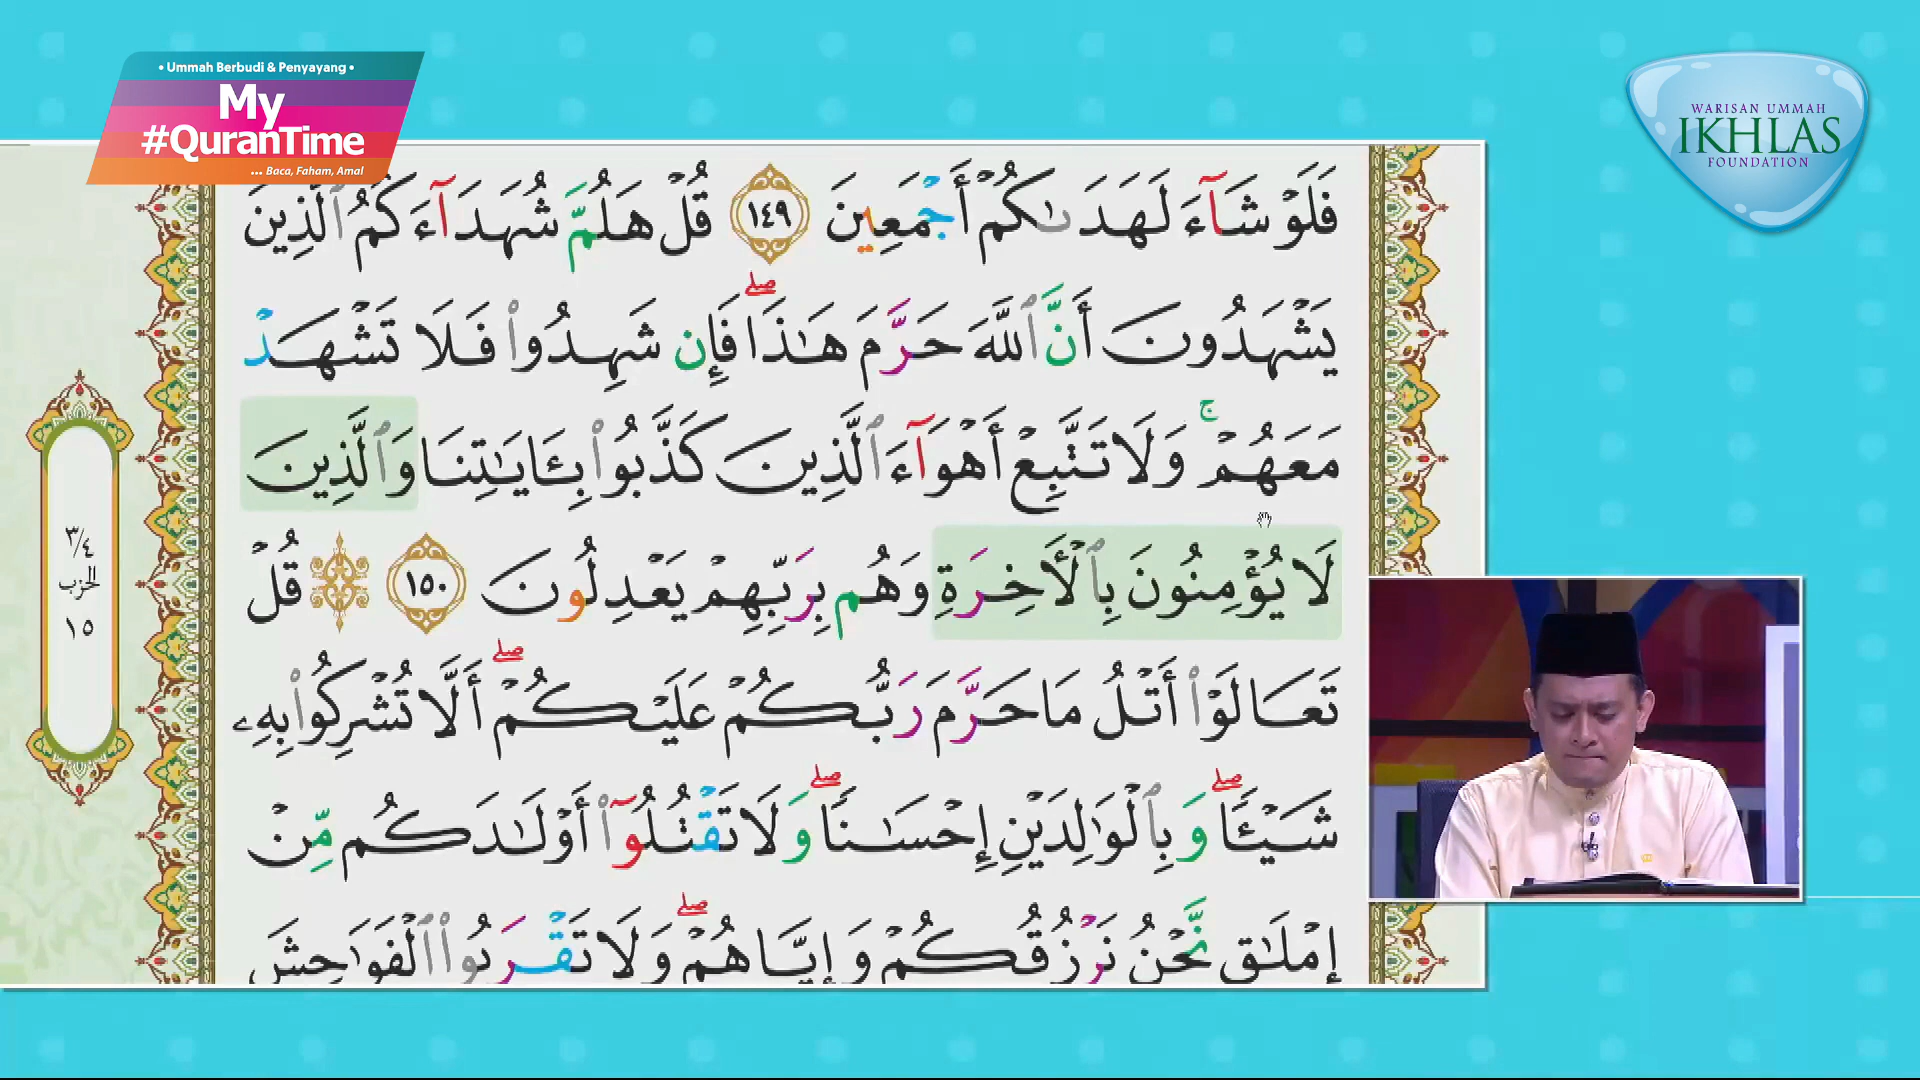 • Ummah Berbudi & Penyayang •
My
#QuranTime
... Baca, Faham, Amal
WARISAN UMMAH
IKHLAS
FOUNDATION
فَلَوْ شَآءَ لَهَدَىٰكُمْ أَجْمَعِينَ ١٤٩ قُلْ هَلُمَّ شُهَدَآءَكُمُ ٱلَّذِينَ
يَشْهَدُونَ أَنَّ ٱللَّهَ حَرَّمَ هَـٰذَا ۖ فَإِن شَهِدُوا۟ فَلَا تَشْهَدْ
مَعَهُمْ ۚ وَلَا تَتَّبِعْ أَهْوَآءَ ٱلَّذِينَ كَذَّبُوا۟ بِـَٔايَـٰتِنَا وَٱلَّذِينَ
لَا يُؤْمِنُونَ بِٱلْـَٔاخِرَةِ وَهُم بِرَبِّهِمْ يَعْدِلُونَ ١٥٠ ۞ قُلْ
تَعَالَوْا۟ أَتْلُ مَا حَرَّمَ رَبُّكُمْ عَلَيْكُمْ ۖ أَلَّا تُشْرِكُوا۟ بِهِۦ
شَيْـًٔا ۖ وَبِٱلْوَٰلِدَيْنِ إِحْسَـٰنًا ۖ وَلَا تَقْتُلُوٓا۟ أَوْلَـٰدَكُم مِّنْ
إِمْلَـٰقٍ نَّحْنُ نَرْزُقُكُمْ وَإِيَّاهُمْ ۖ وَلَا تَقْرَبُوا۟ ٱلْفَوَٰحِشَ
٣/٤
الحزب
١٥